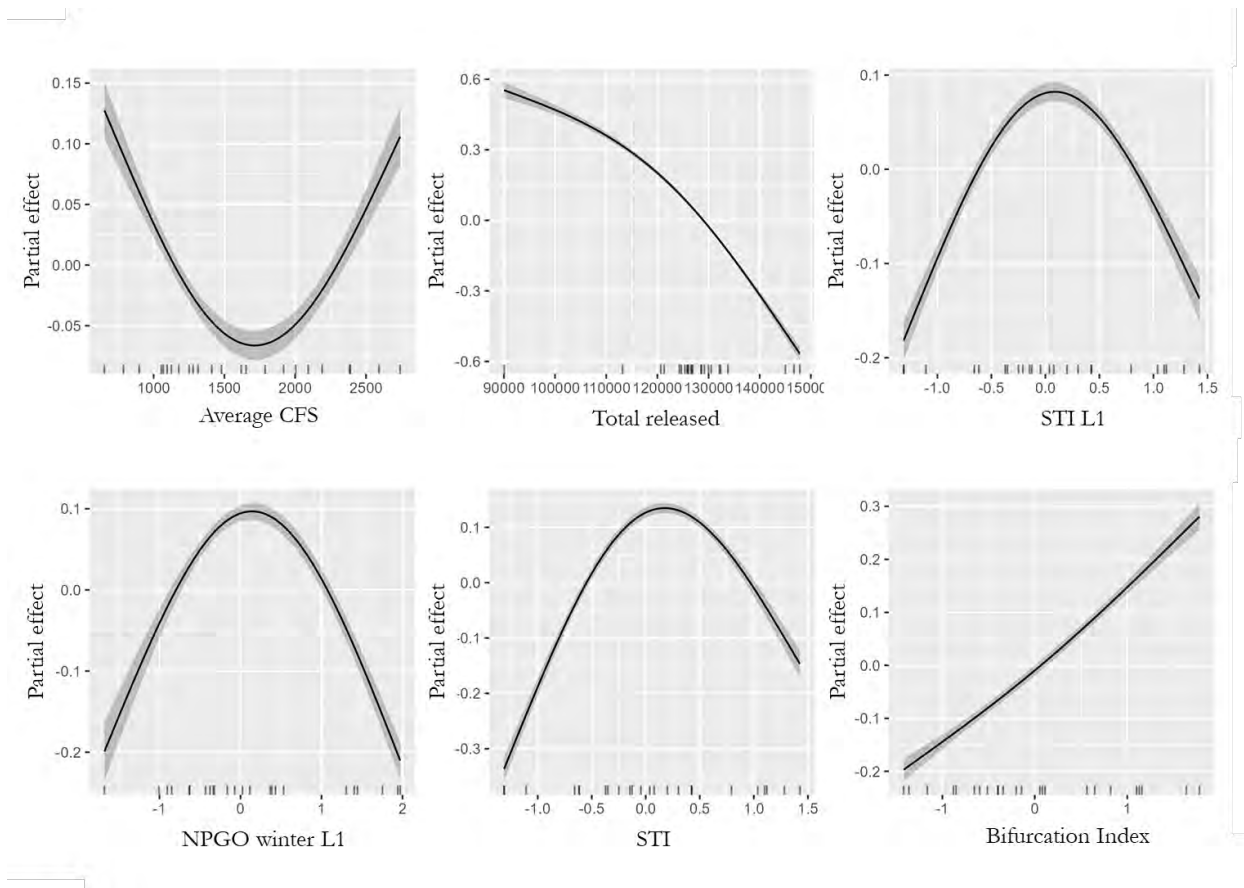 0.15
0.10
0.05
0.00
-0.05
Partial effect
1000 1500 2000 2500
Average CFS
0.6
0.3
0.0
-0.3
-0.6
Partial effect
90000 100000 110000 120000 130000 140000 15000
Total released
0.1
0.0
-0.1
-0.2
Partial effect
-1.0 -0.5 0.0 0.5 1.0 1.5
STI L1
0.1
0.0
-0.1
-0.2
Partial effect
-1 0 1 2
NPGO winter L1
0.1
0.0
-0.1
-0.2
-0.3
Partial effect
-1.0 -0.5 0.0 0.5 1.0 1.5
STI
0.3
0.2
0.1
0.0
-0.1
-0.2
Partial effect
-1 0 1
Bifurcation Index